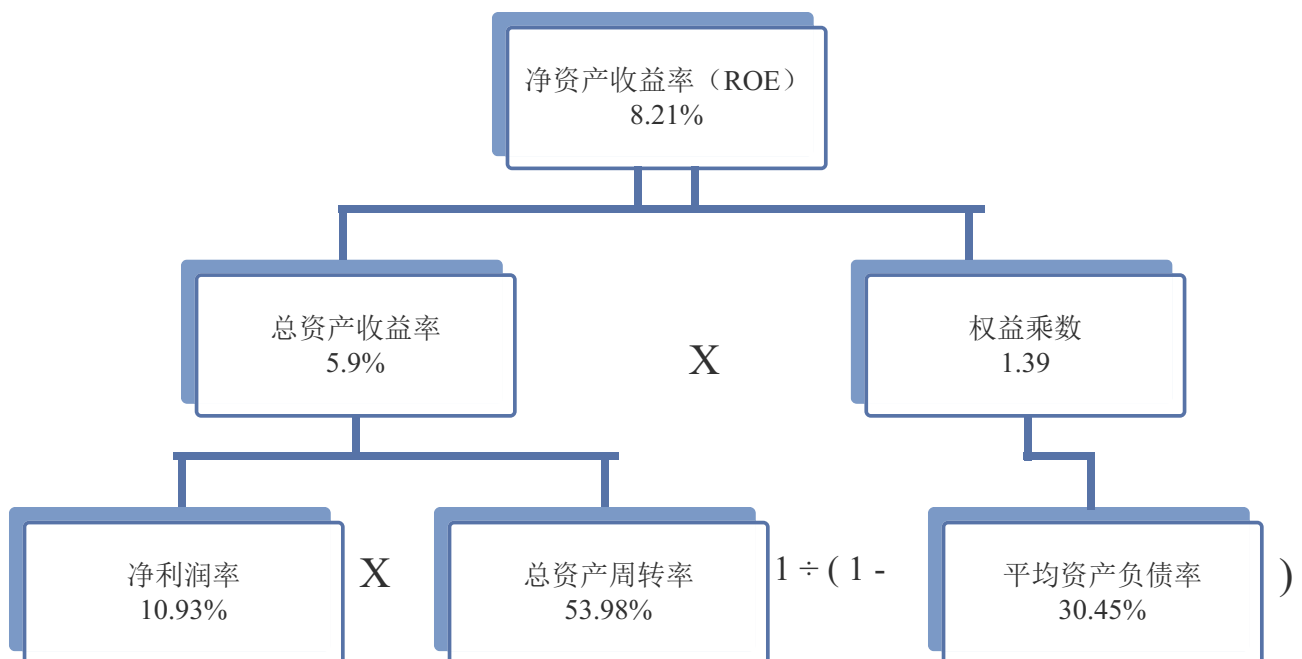 净资产收益率（ROE）
8.21%
总资产收益率
5.9%
X
权益乘数
1.39
净利润率
10.93%
X
总资产周转率
53.98%
1 ÷ ( 1 -
平均资产负债率
30.45%
)